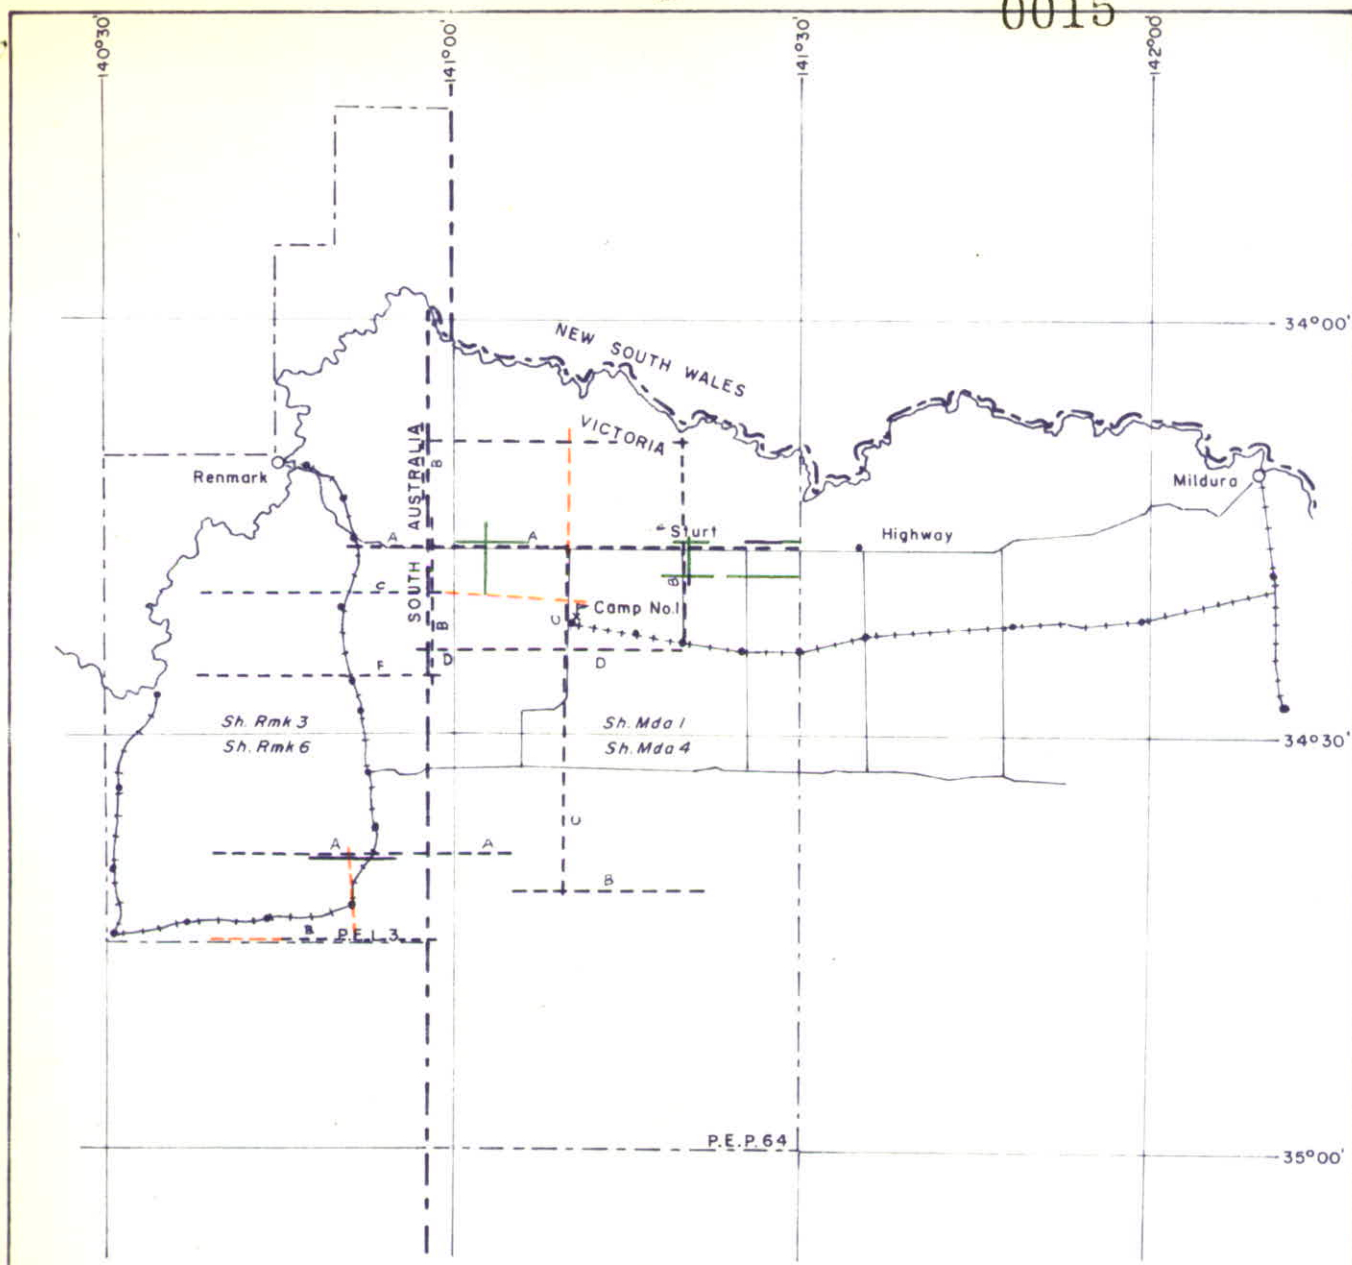 0015
140°30'
141°00'
141°30'
142°00'
34°00'
NEW SOUTH WALES
VICTORIA
SOUTH AUSTRALIA
B
Renmark
Mildura
A
A
Sturt
Highway
C
B
B
C
Camp No.1
D
D
F
Sh. Rmk 3
Sh. Rmk 6
Sh. Mda 1
Sh. Mda 4
34°30'
C
A
A
B
B
P.E.L.3
P.E.P. 64
35°00'